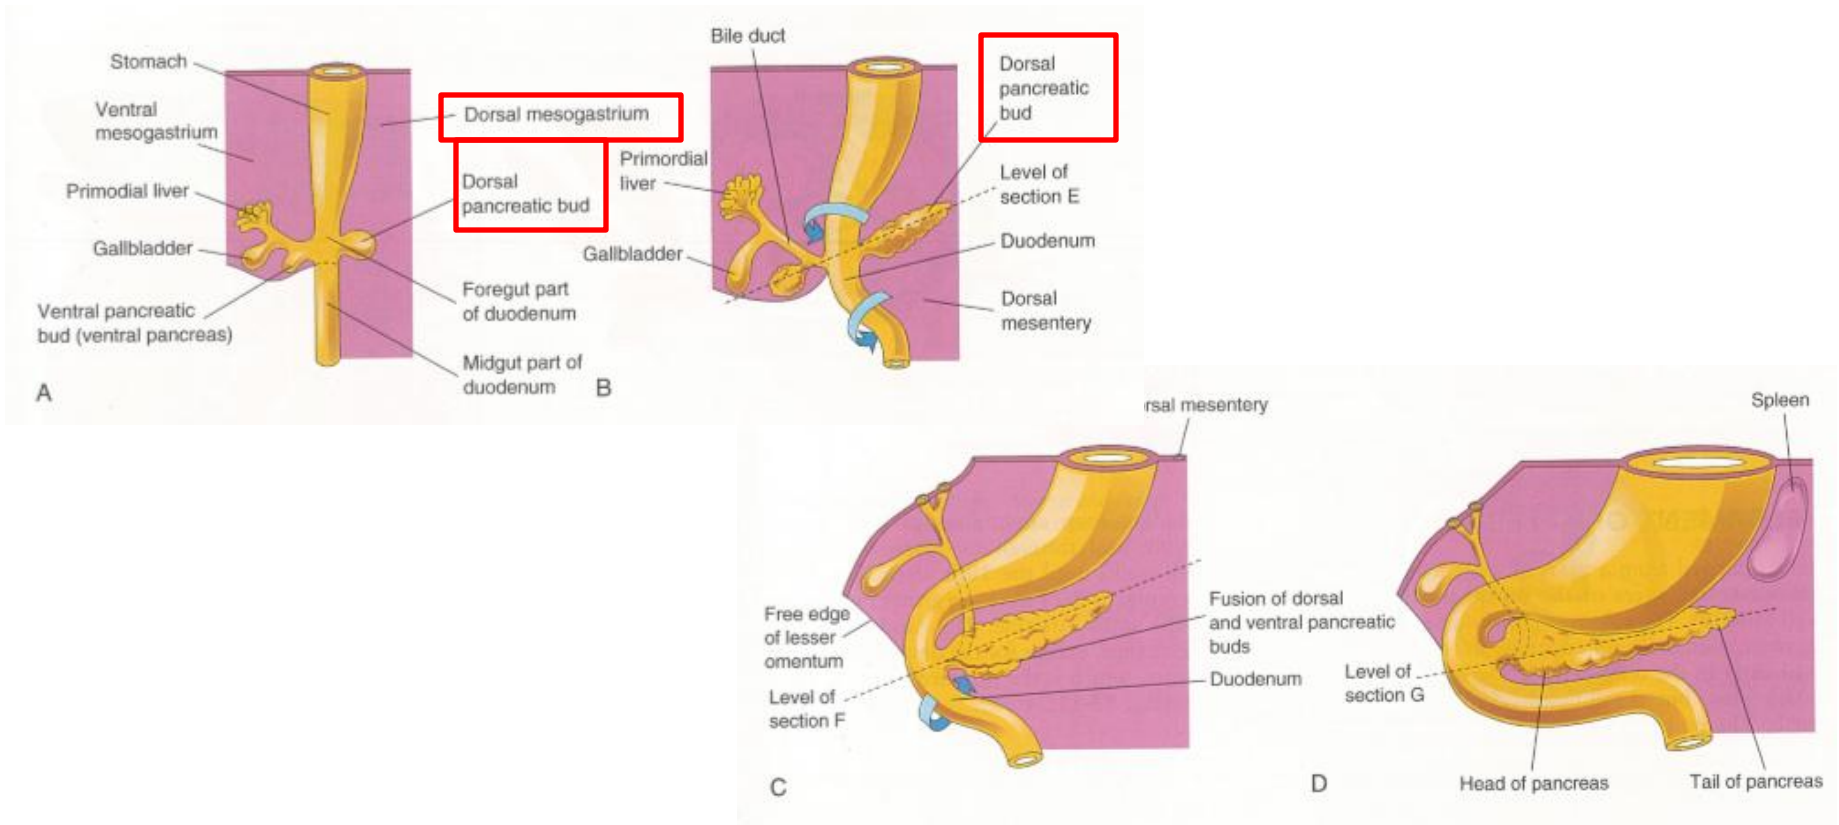 Stomach
Ventral
mesogastrium
Primodial liver
Gallbladder
Ventral pancreatic
bud (ventral pancreas)
Dorsal mesogastrium
Dorsal
pancreatic bud
Foregut part
of duodenum
Midgut part of
duodenum
A
Bile duct
Primordial
liver
Gallbladder
Dorsal
pancreatic
bud
Level of
section E
Duodenum
Dorsal
mesentery
B
rsal mesentery
Free edge
of lesser
omentum
Level of
section F
Fusion of dorsal
and ventral pancreatic
buds
Duodenum
C
Spleen
Level of
section G
Head of pancreas
Tail of pancreas
D